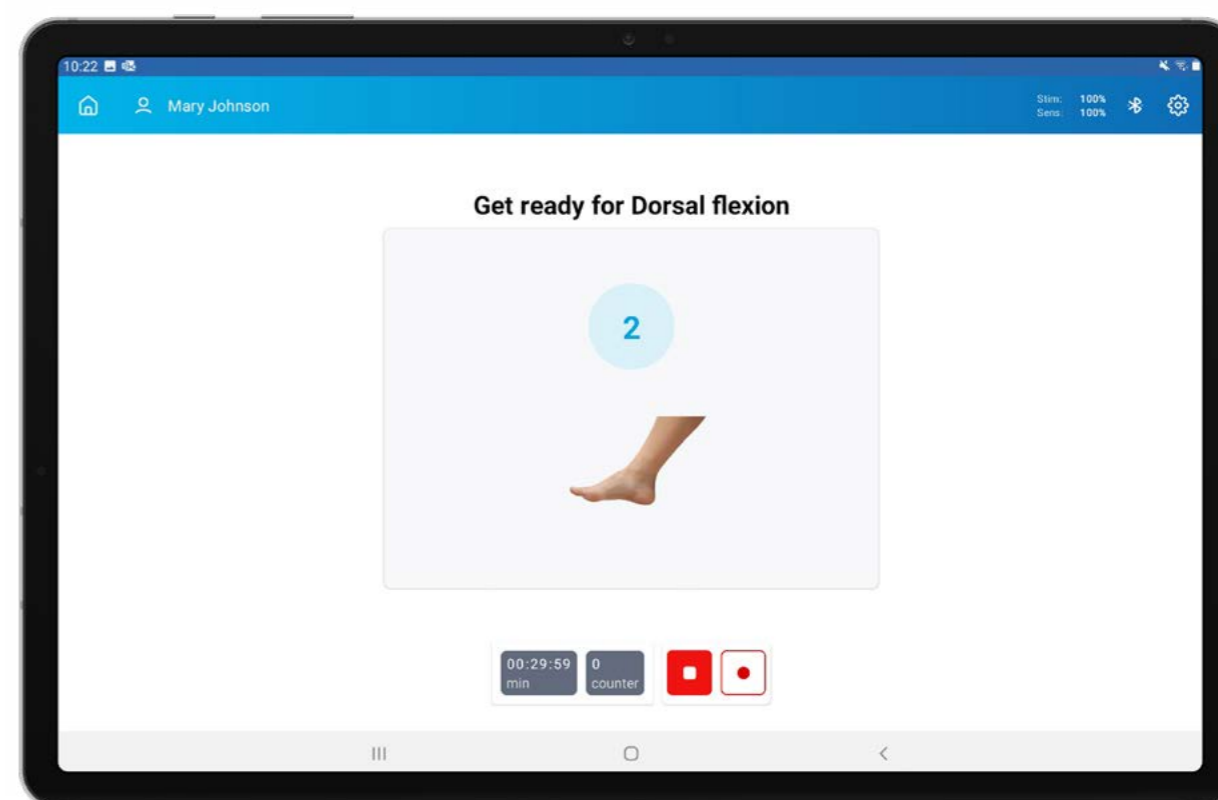 10:22
Mary Johnson
Stim: 100%
Sens: 100%
Get ready for Dorsal flexion
2
00:29:59
min
0
counter